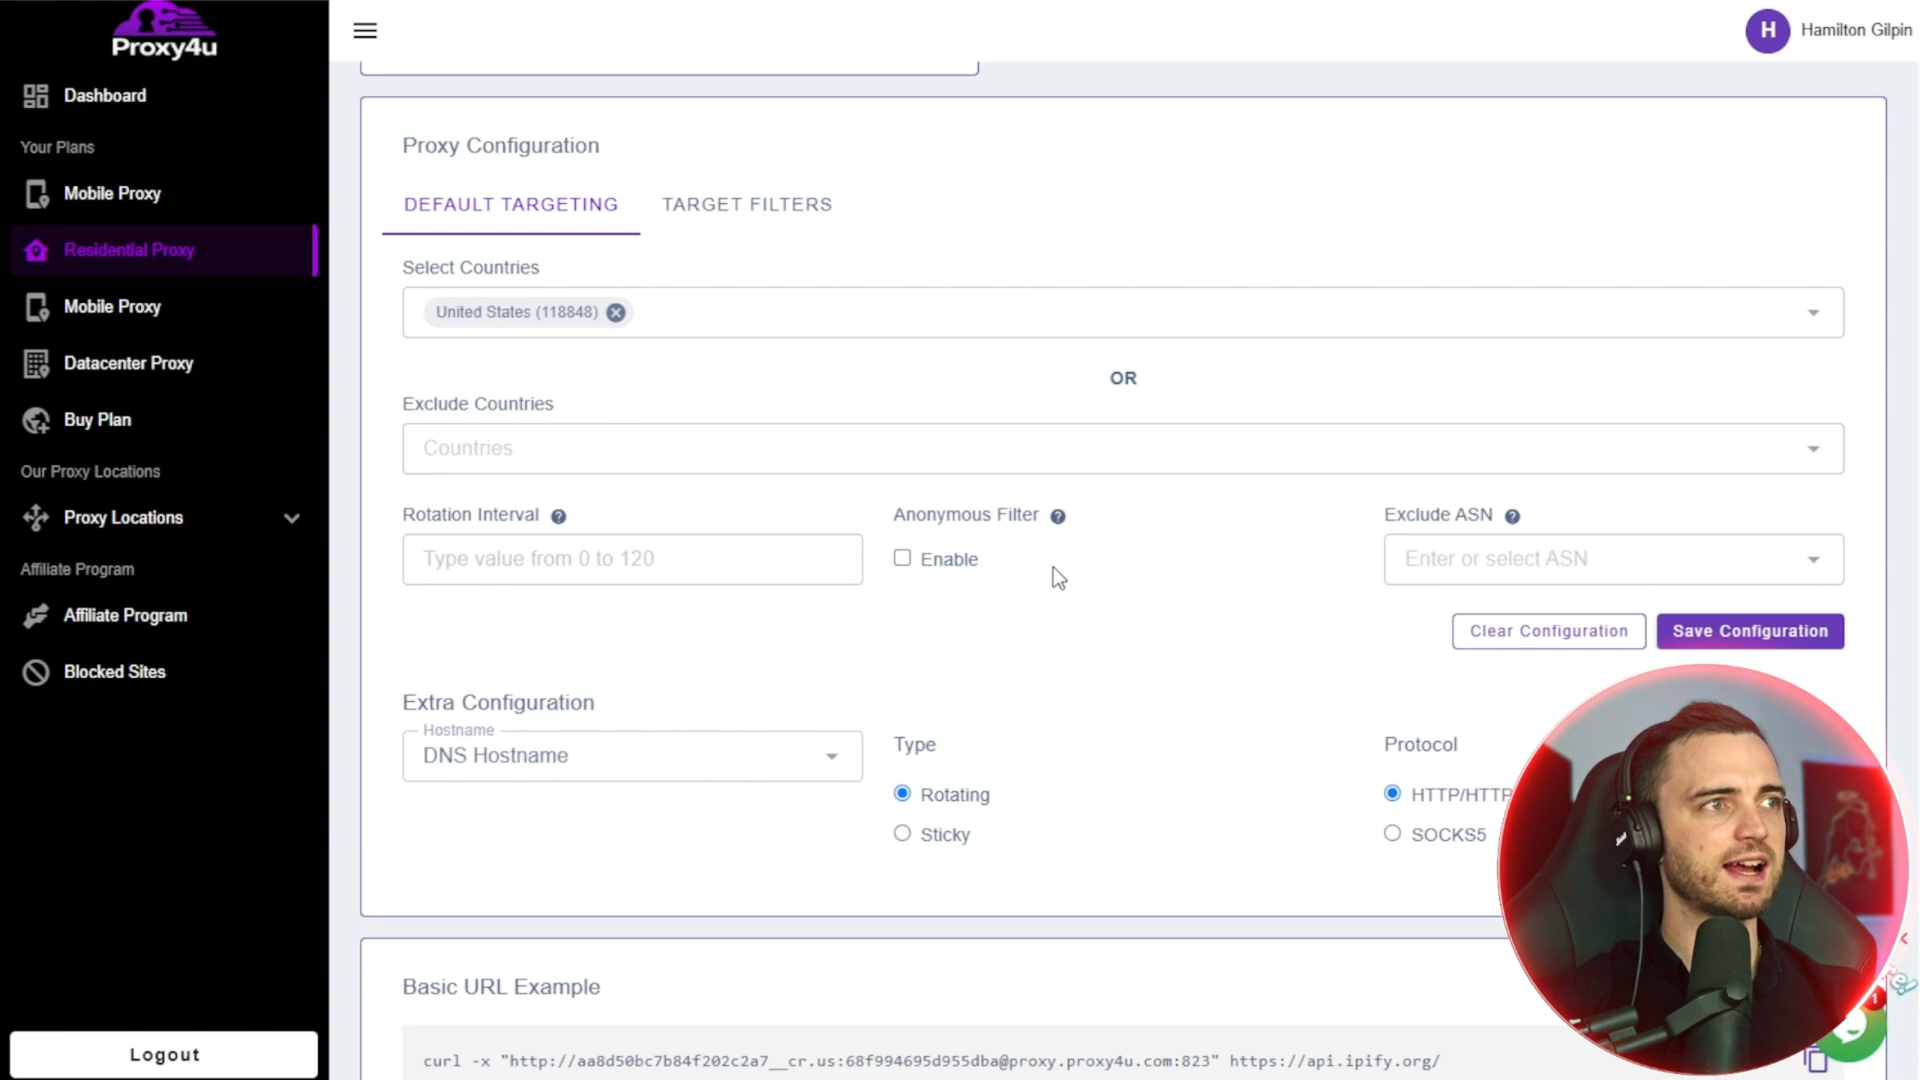 Proxy4u
Dashboard
Your Plans
Mobile Proxy
Residential Proxy
Mobile Proxy
Datacenter Proxy
Buy Plan
Our Proxy Locations
Proxy Locations
Affiliate Program
Affiliate Program
Blocked Sites
Logout
H
Hamilton Gilpin
Proxy Configuration
DEFAULT TARGETING
TARGET FILTERS
Select Countries
United States (118848)
OR
Exclude Countries
Countries
Rotation Interval
Type value from 0 to 120
Anonymous Filter
Enable
Exclude ASN
Enter or select ASN
Clear Configuration
Save Configuration
Extra Configuration
Hostname
DNS Hostname
Type
Rotating
Sticky
Protocol
HTTP/HTTP
SOCKS5
Basic URL Example
curl -x "http://aa8d50bc7b84f202c2a7__cr.us:68f994695d955dba@proxy.proxy4u.com:823" https://api.ipify.org/
1